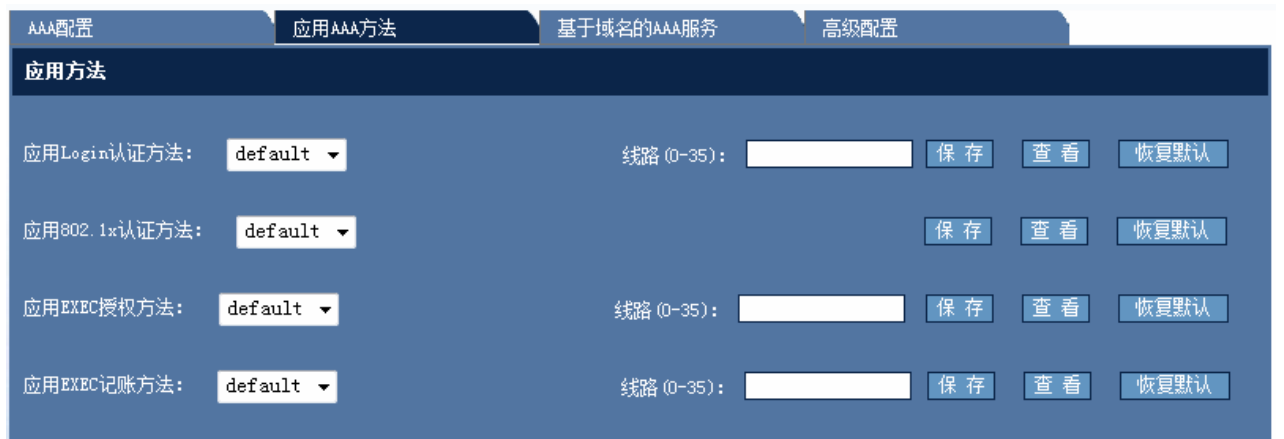 AAA配置 应用AAA方法 基于域名的AAA服务 高级配置
应用方法
应用Login认证方法： default 线路(0-35)： 保 存 查 看 恢复默认
应用802.1x认证方法： default 保 存 查 看 恢复默认
应用EXEC授权方法： default 线路(0-35)： 保 存 查 看 恢复默认
应用EXEC记账方法： default 线路(0-35)： 保 存 查 看 恢复默认